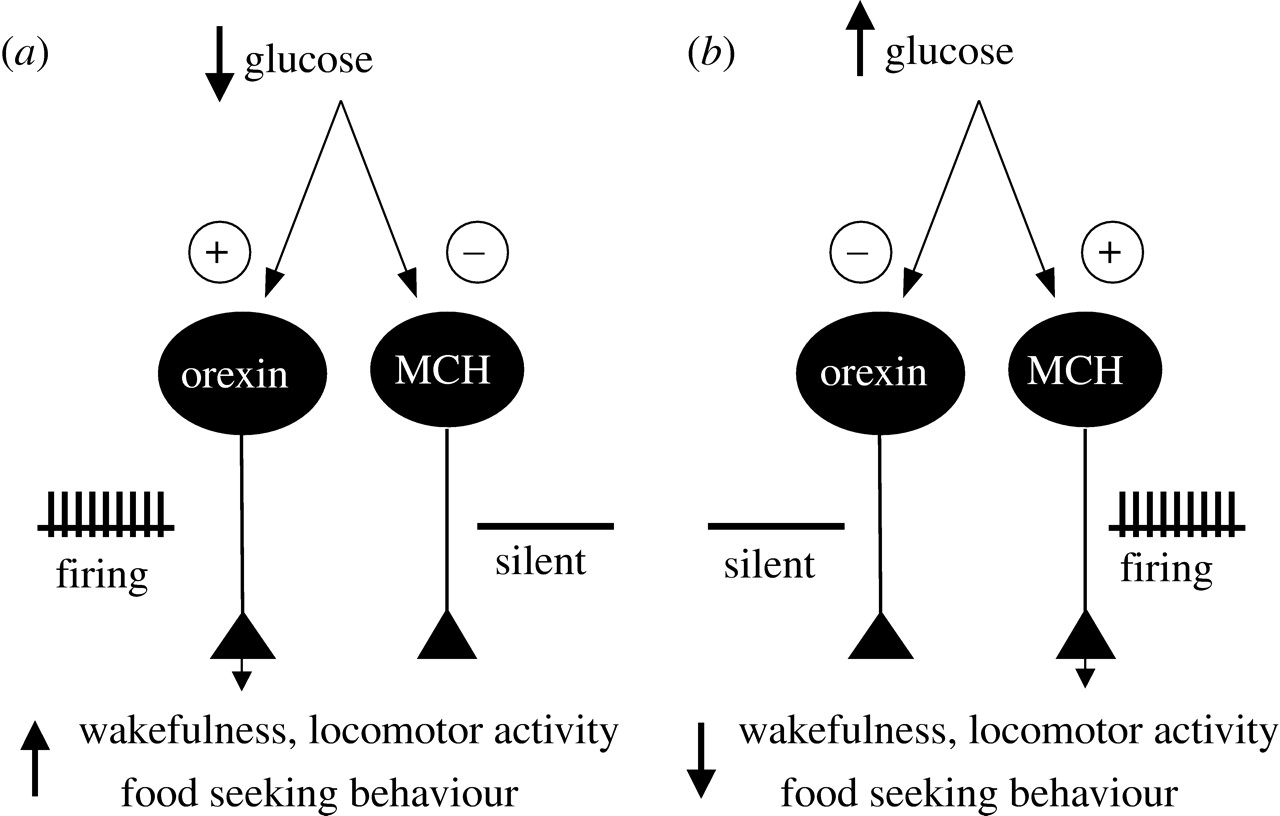 (a)
glucose
+
–
orexin
MCH
firing
silent
wakefulness, locomotor activity
food seeking behaviour
(b)
glucose
–
+
orexin
MCH
silent
firing
wakefulness, locomotor activity
food seeking behaviour